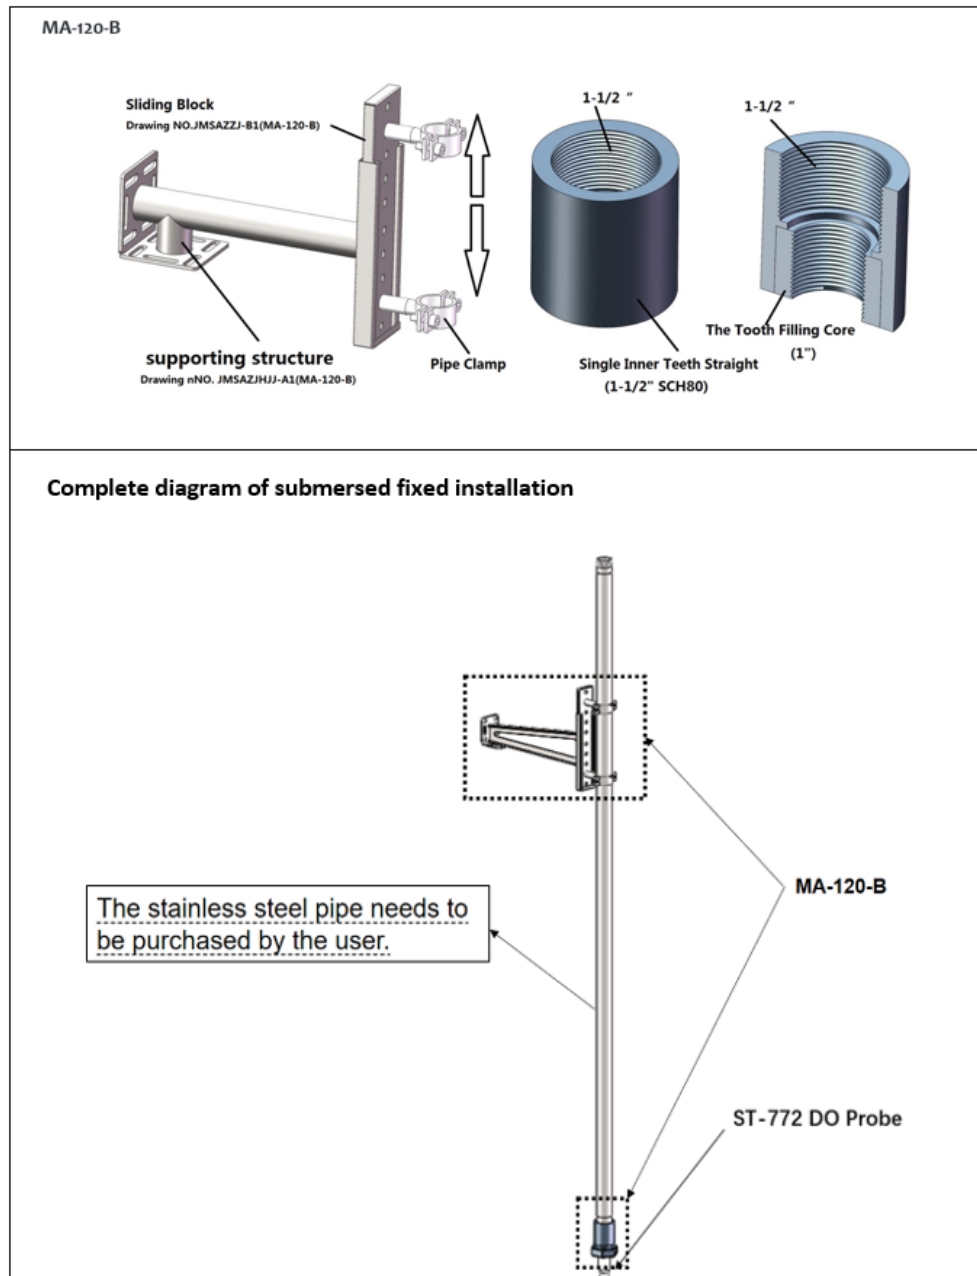 MA-120-B
Sliding Block
Drawing NO.JMSAZZJ-B1(MA-120-B)
1-1/2 "
1-1/2 "
supporting structure
Drawing nNO. JMSAZJHJJ-A1(MA-120-B)
Pipe Clamp
Single Inner Teeth Straight
(1-1/2" SCH80)
The Tooth Filling Core
(1")
Complete diagram of submersed fixed installation
MA-120-B
The stainless steel pipe needs to
be purchased by the user.
ST-772 DO Probe